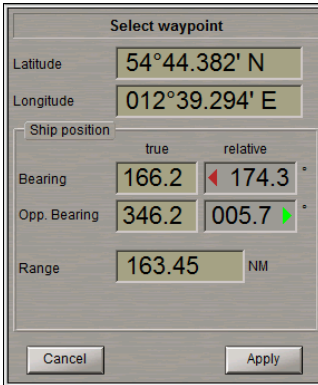 Select waypoint
Latitude 54°44.382' N
Longitude 012°39.294' E
Ship position
true relative
Bearing 166.2 174.3 °
Opp. Bearing 346.2 005.7 °
Range 163.45 NM
Cancel Apply